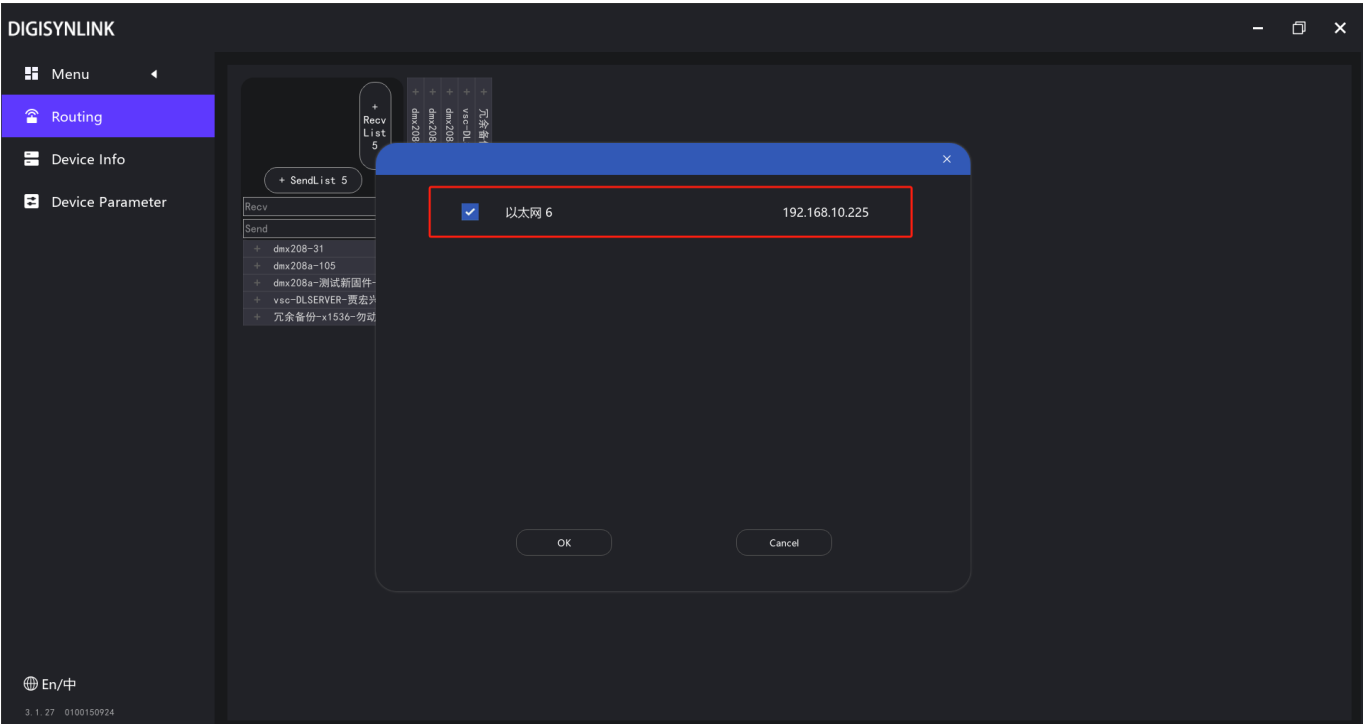 DIGISYNLINK
Menu
Routing
Device Info
Device Parameter
+
Recv
List
5
+ + + + +
dmx208
dmx208
dmx208
vsc-DL
冗余备
+ SendList 5
Recv
Send
+ dmx208-31
+ dmx208a-105
+ dmx208a-测试新固件-
+ vsc-DLSERVER-贾宏兴
+ 冗余备份-x1536-勿动
以太网 6 192.168.10.225
OK Cancel
En/中
3.1.27 0100150924